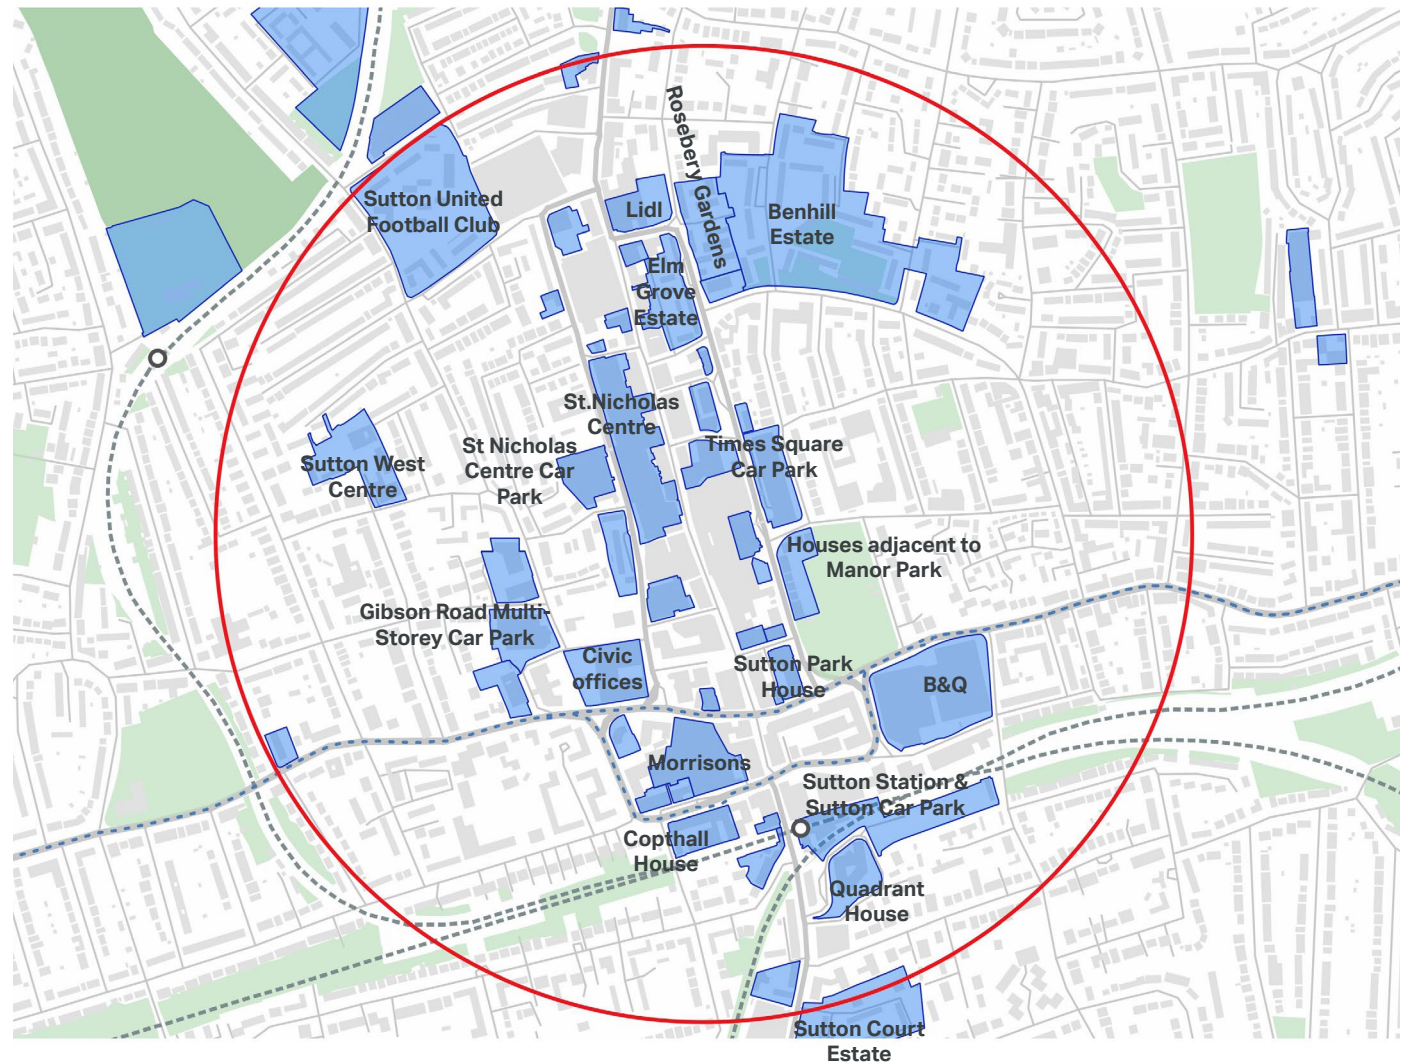 Rosebery Gardens
Sutton United
Football Club
Lidl
Benhill
Estate
Elm
Grove
Estate
St.Nicholas
Centre
St Nicholas
Centre Car
Park
Times Square
Car Park
Sutton West
Centre
Houses adjacent to
Manor Park
Gibson Road Multi-
Storey Car Park
Civic
offices
Sutton Park
House
B&Q
Morrisons
Sutton Station &
Sutton Car Park
Copthall
House
Quadrant
House
Sutton Court
Estate